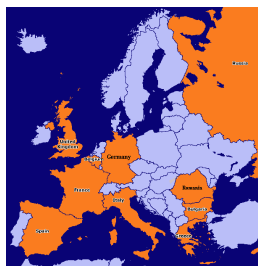 Russia
United
Kingdom
Belgium
Germany
France
Romania
Italy
Bulgaria
Spain
Greece